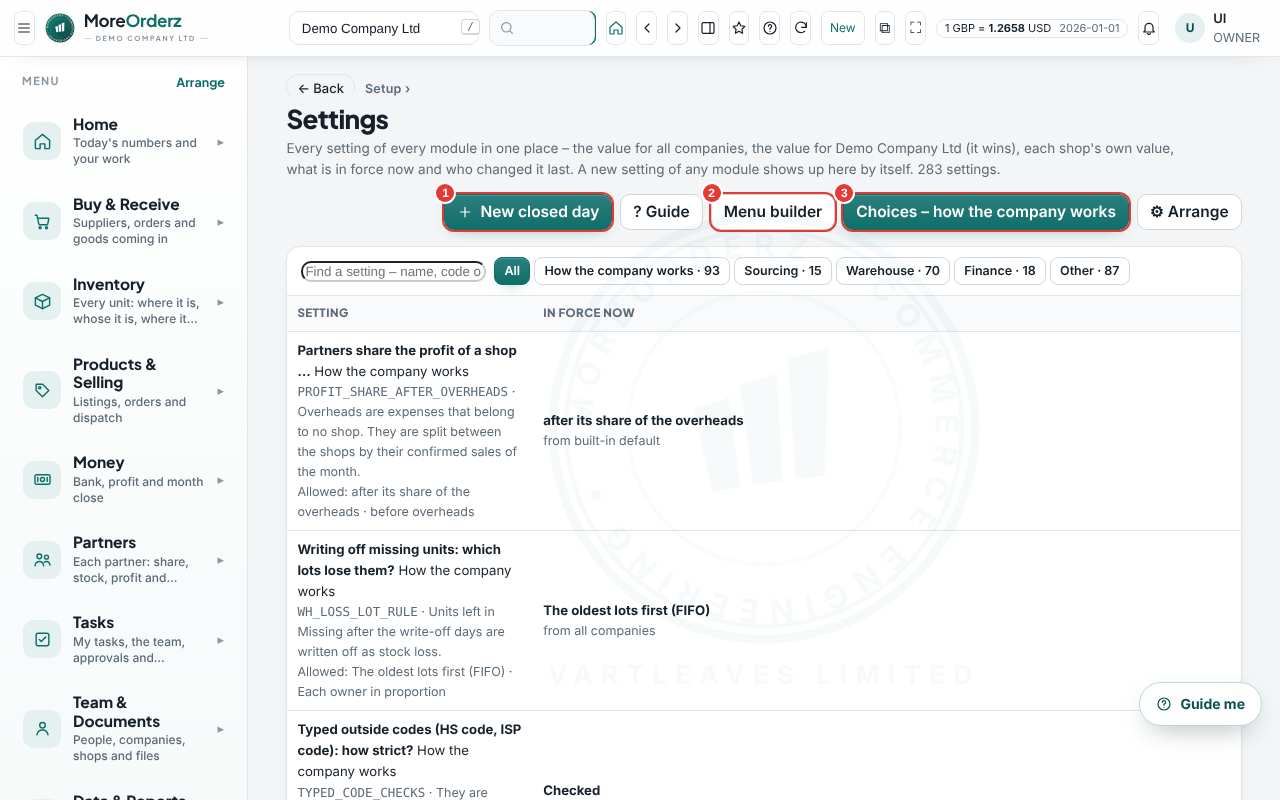 MoreOrderz
— DEMO COMPANY LTD —
Demo Company Ltd
/
New
1 GBP = 1.2658 USD 2026-01-01
U
UI
OWNER
MENU
Arrange
Home
Today's numbers and
your work
Buy & Receive
Suppliers, orders and
goods coming in
Inventory
Every unit: where it is,
whose it is, where it...
Products &
Selling
Listings, orders and
dispatch
Money
Bank, profit and month
close
Partners
Each partner: share,
stock, profit and...
Tasks
My tasks, the team,
approvals and...
Team &
Documents
People, companies,
shops and files
Data & Reports
← Back
Setup ›
Settings
Every setting of every module in one place – the value for all companies, the value for Demo Company Ltd (it wins), each shop's own value,
what is in force now and who changed it last. A new setting of any module shows up here by itself. 283 settings.
1
+ New closed day
? Guide
2
Menu builder
3
Choices – how the company works
⚙ Arrange
Find a setting – name, code o
All
How the company works · 93
Sourcing · 15
Warehouse · 70
Finance · 18
Other · 87
SETTING
IN FORCE NOW
Partners share the profit of a shop
... How the company works
PROFIT_SHARE_AFTER_OVERHEADS ·
Overheads are expenses that belong
to no shop. They are split between
the shops by their confirmed sales of
the month.
Allowed: after its share of the
overheads · before overheads
after its share of the overheads
from built-in default
Writing off missing units: which
lots lose them? How the company
works
WH_LOSS_LOT_RULE · Units left in
Missing after the write-off days are
written off as stock loss.
Allowed: The oldest lots first (FIFO) ·
Each owner in proportion
The oldest lots first (FIFO)
from all companies
Typed outside codes (HS code, ISP
code): how strict? How the
company works
TYPED_CODE_CHECKS · They are
Checked
MOREORDERZ COMMERCE ENGINEERING
VARTLEAVES LIMITED
Guide me